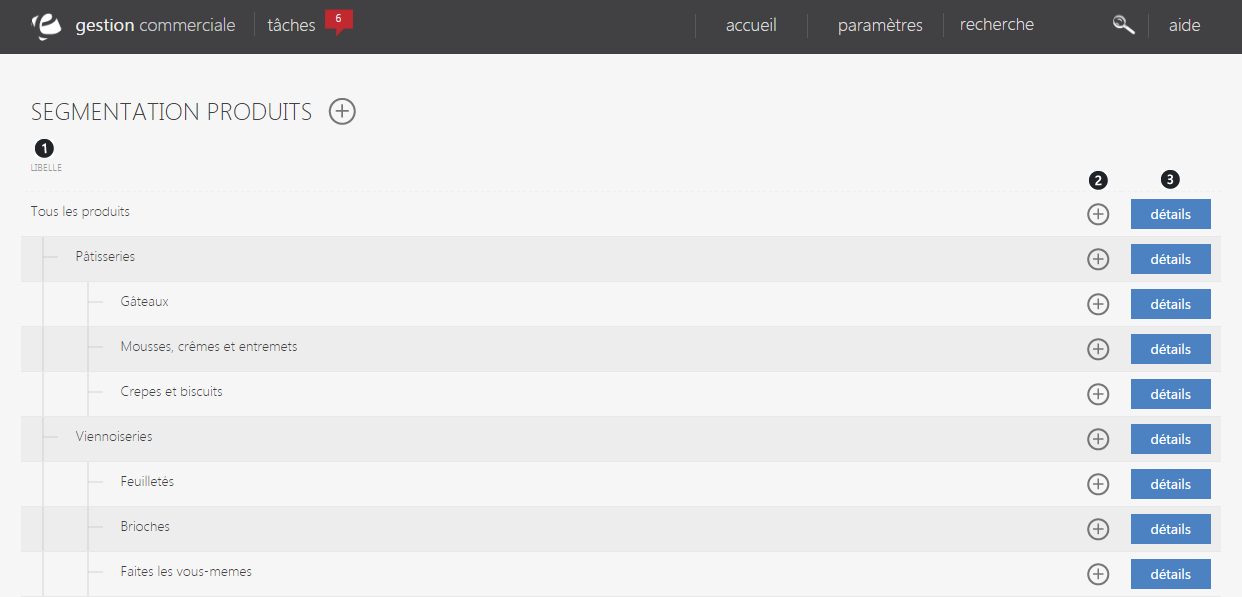 gestion commerciale tâches 6 accueil paramètres recherche aide
SEGMENTATION PRODUITS
1
LIBELLE
2 3
Tous les produits détails
Pâtisseries détails
Gâteaux détails
Mousses, crêmes et entremets détails
Crepes et biscuits détails
Viennoiseries détails
Feuilletés détails
Brioches détails
Faites les vous-memes détails